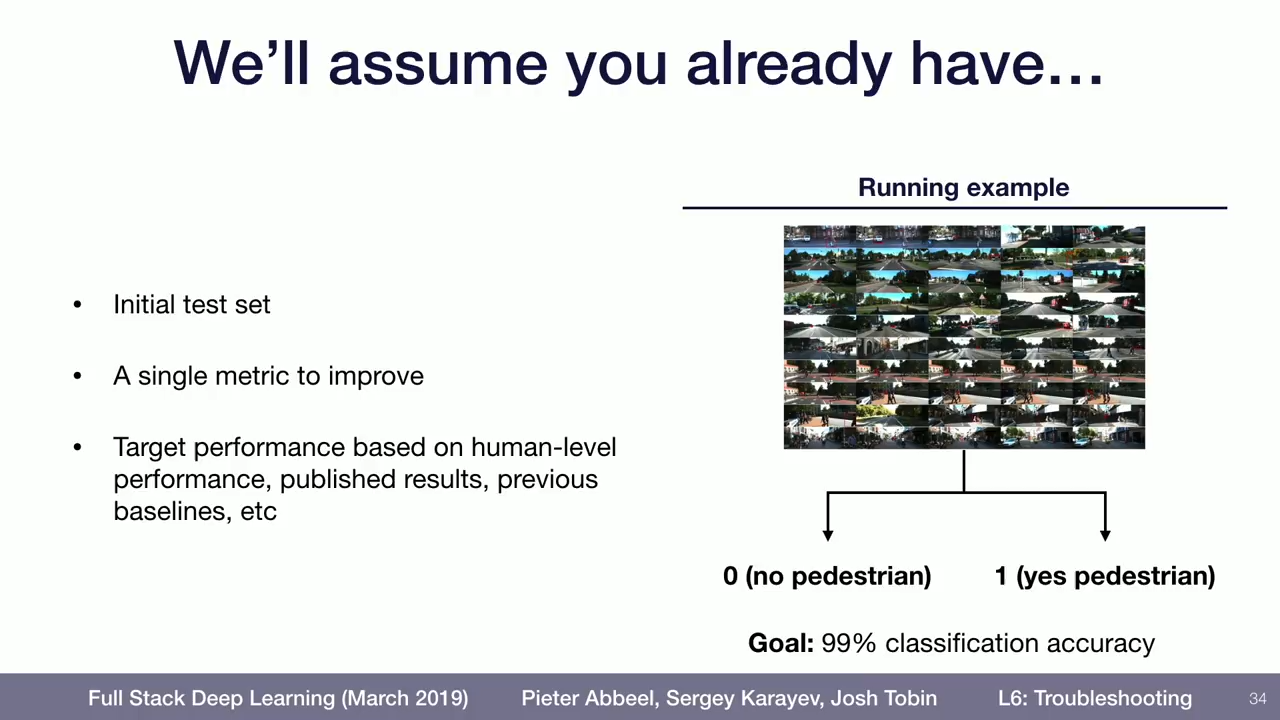 We'll assume you already have…
Running example
• Initial test set
• A single metric to improve
• Target performance based on human-level
performance, published results, previous
baselines, etc
0 (no pedestrian)
1 (yes pedestrian)
Goal: 99% classification accuracy
Full Stack Deep Learning (March 2019)
Pieter Abbeel, Sergey Karayev, Josh Tobin
L6: Troubleshooting
34